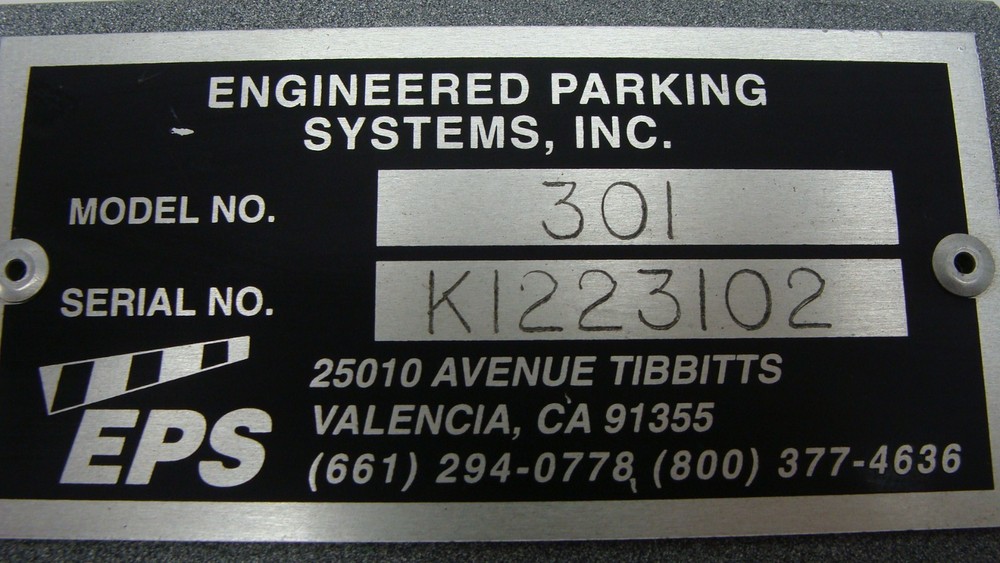 ENGINEERED PARKING
SYSTEMS, INC.
MODEL NO. 301
SERIAL NO. K1223102
EPS
25010 AVENUE TIBBITTS
VALENCIA, CA 91355
(661) 294-0778, (800) 377-4636